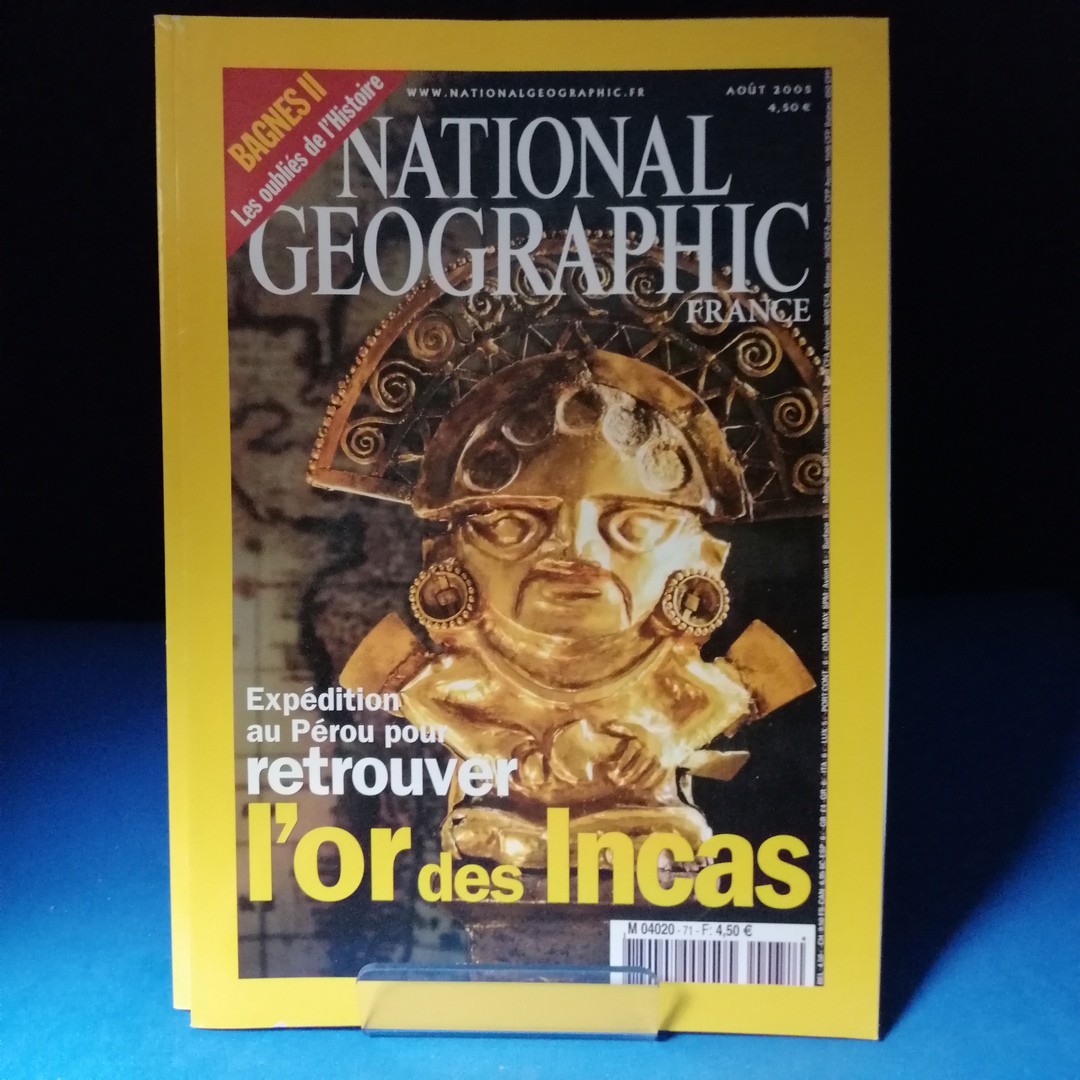 BAGNES II
Les oubliés de l'Histoire
WWW.NATIONALGEOGRAPHIC.FR
AOÛT 2005
4,50 €
NATIONAL
GEOGRAPHIC
FRANCE
Expédition
au Pérou pour
retrouver
l'or des Incas
M 04020 - 71 - F: 4,50 €